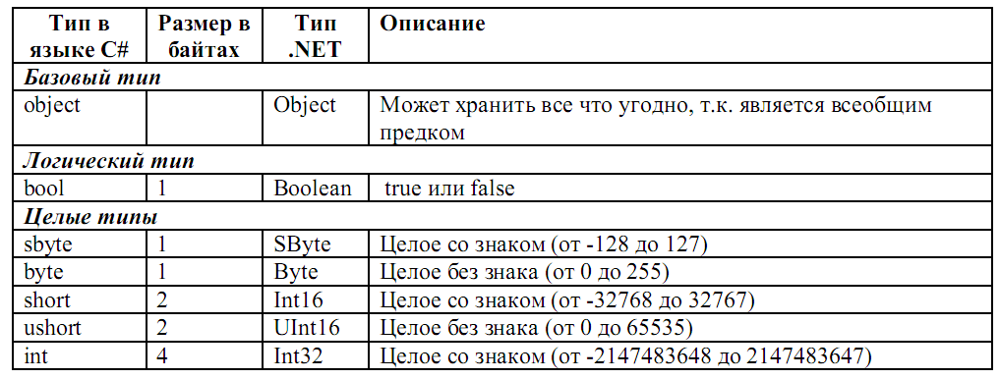 Тип в языке C# Размер в байтах Тип .NET Описание
Базовый тип
object Object Может хранить все что угодно, т.к. является всеобщим
предком
Логический тип
bool 1 Boolean true или false
Целые типы
sbyte 1 SByte Целое со знаком (от -128 до 127)
byte 1 Byte Целое без знака (от 0 до 255)
short 2 Int16 Целое со знаком (от -32768 до 32767)
ushort 2 UInt16 Целое без знака (от 0 до 65535)
int 4 Int32 Целое со знаком (от -2147483648 до 2147483647)